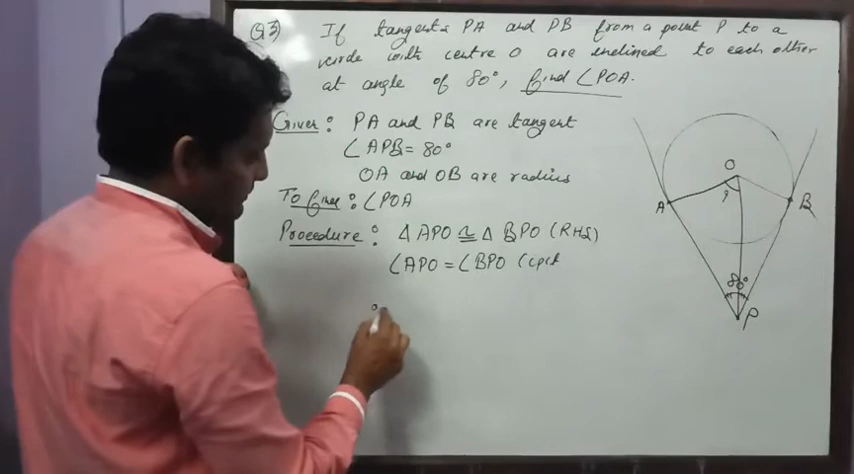 Q3) If tangents PA and PB from a point P to a
circle with centre O are inclined to each other
at angle of 80°, find ∠POA.
Given: PA and PB are tangent
∠APB = 80°
OA and OB are radius
To find: ∠POA
Procedure: △APO ≅ △BPO (RHS)
∠APO = ∠BPO (cpct
O
?
A
B
80°
P